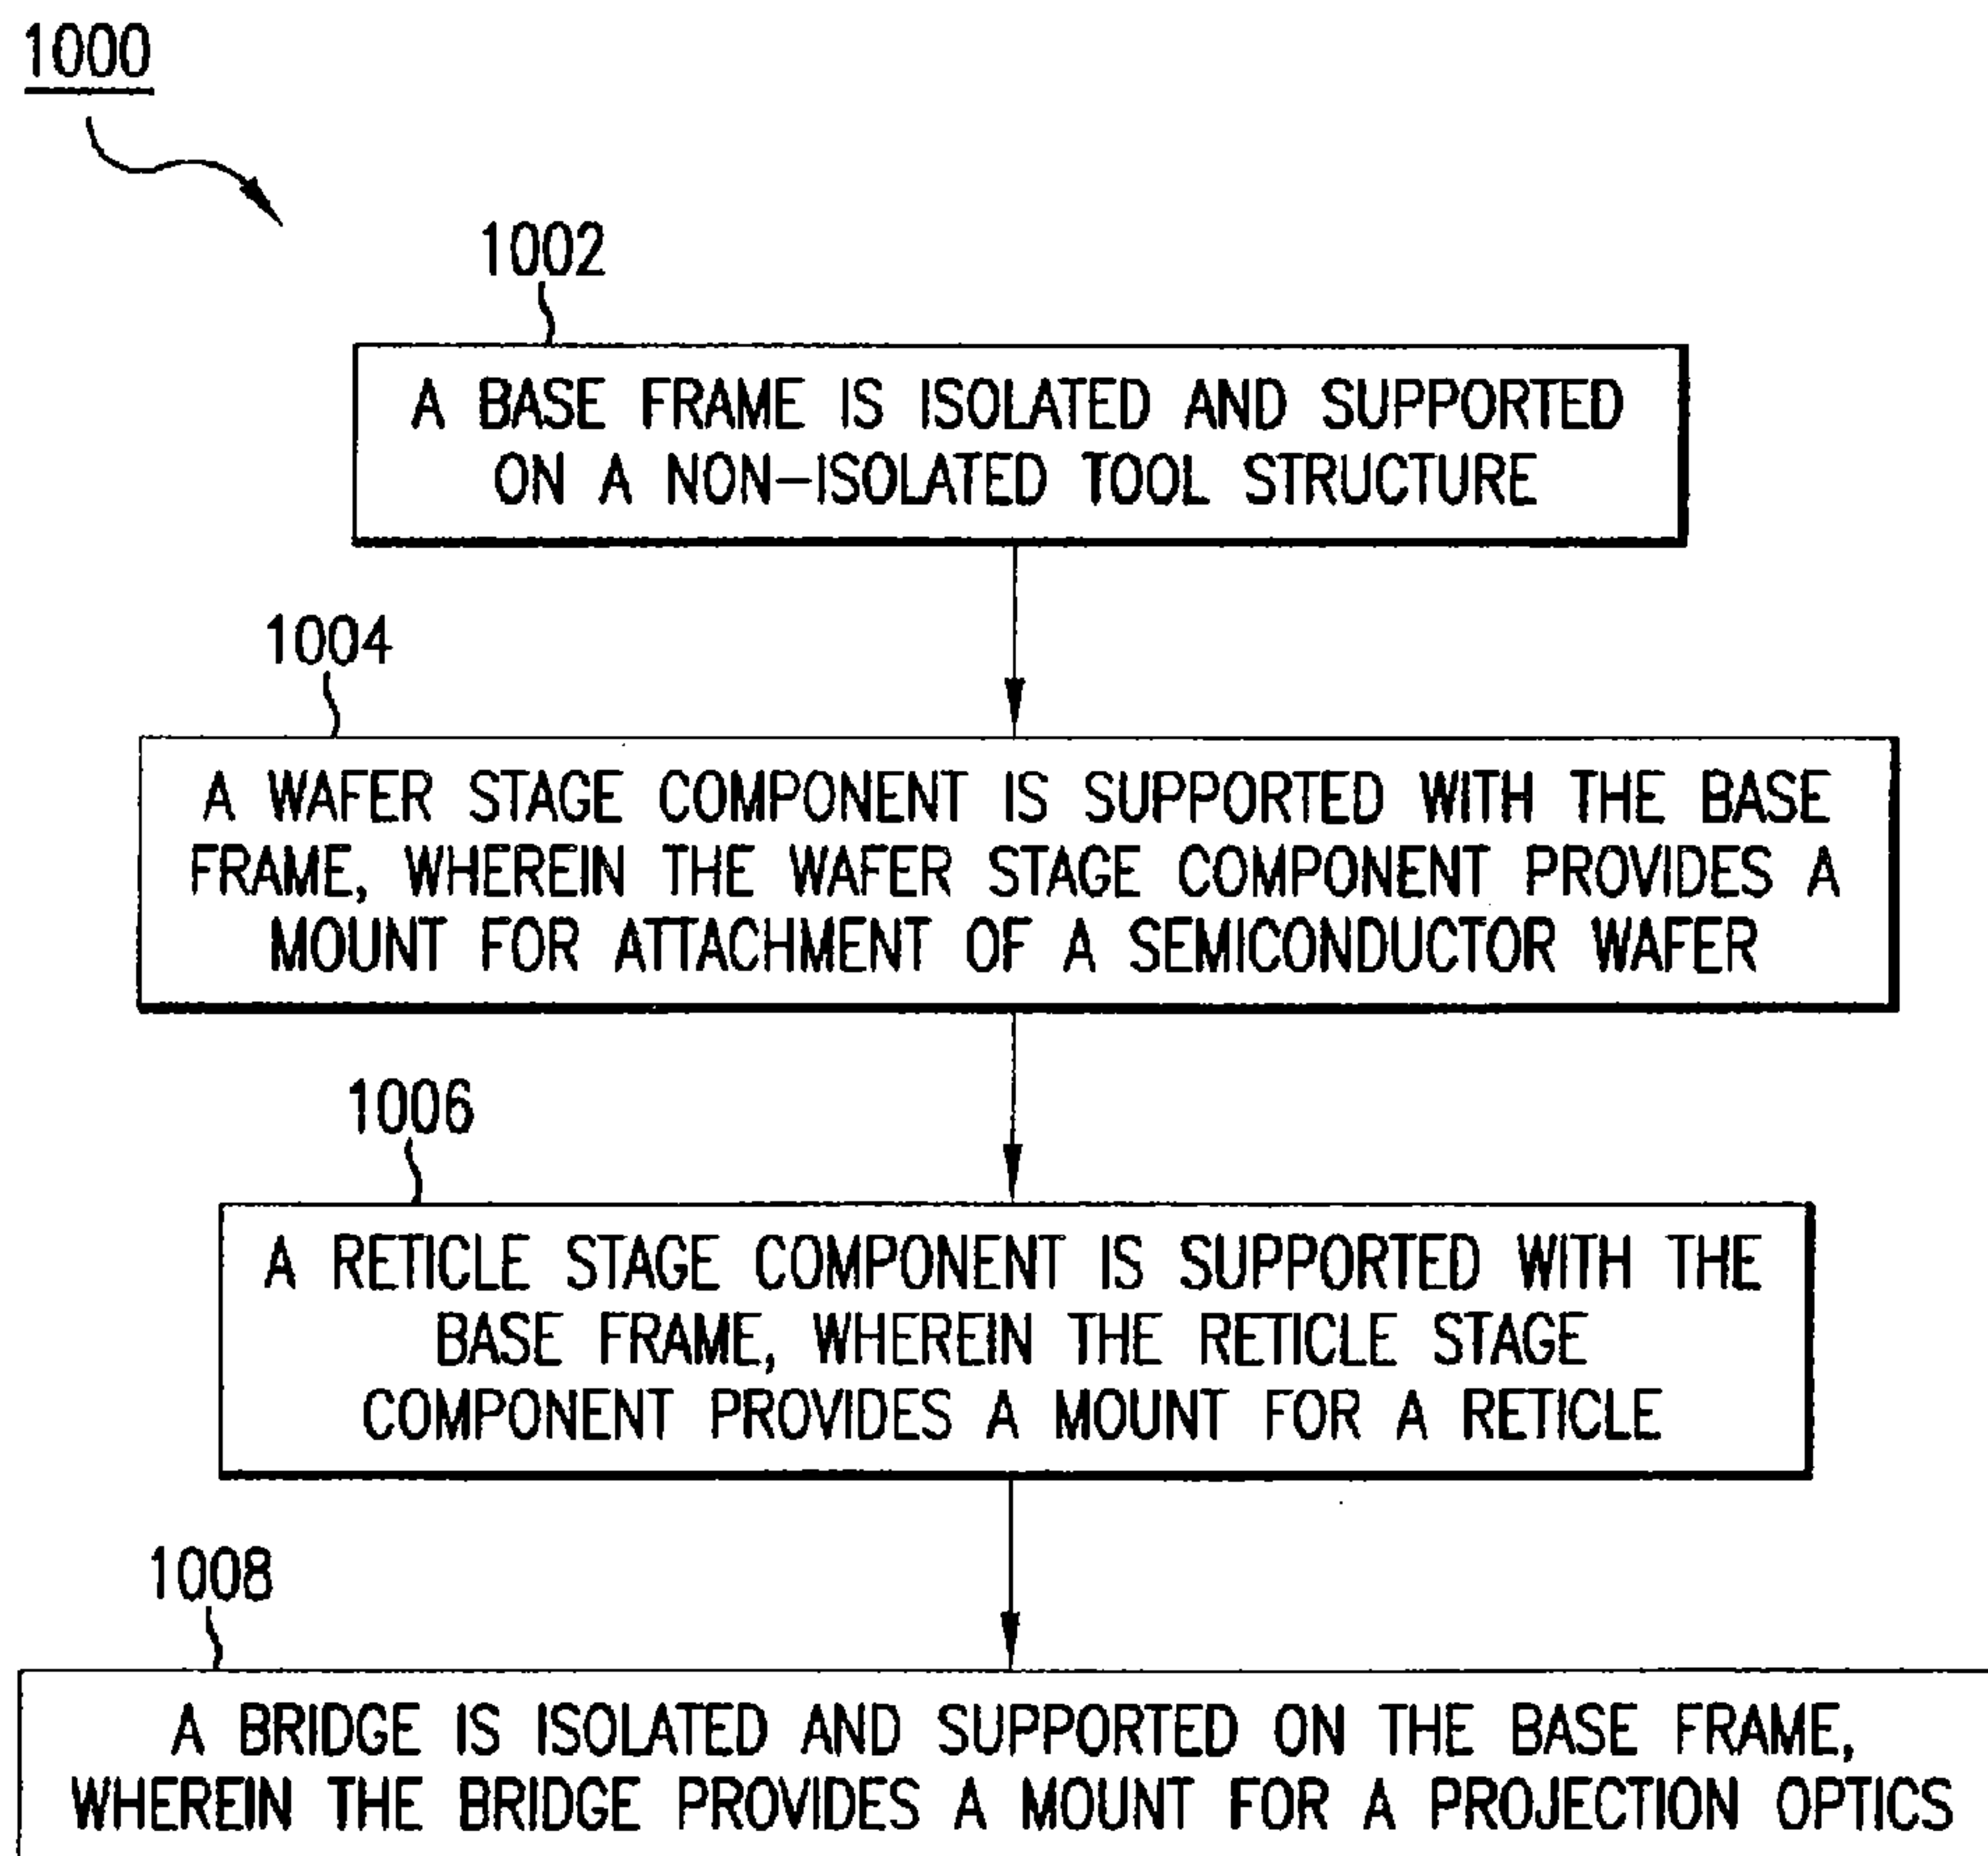 1000
1002
A BASE FRAME IS ISOLATED AND SUPPORTED
ON A NON-ISOLATED TOOL STRUCTURE
1004
A WAFER STAGE COMPONENT IS SUPPORTED WITH THE BASE
FRAME, WHEREIN THE WAFER STAGE COMPONENT PROVIDES A
MOUNT FOR ATTACHMENT OF A SEMICONDUCTOR WAFER
1006
A RETICLE STAGE COMPONENT IS SUPPORTED WITH THE
BASE FRAME, WHEREIN THE RETICLE STAGE
COMPONENT PROVIDES A MOUNT FOR A RETICLE
1008
A BRIDGE IS ISOLATED AND SUPPORTED ON THE BASE FRAME,
WHEREIN THE BRIDGE PROVIDES A MOUNT FOR A PROJECTION OPTICS